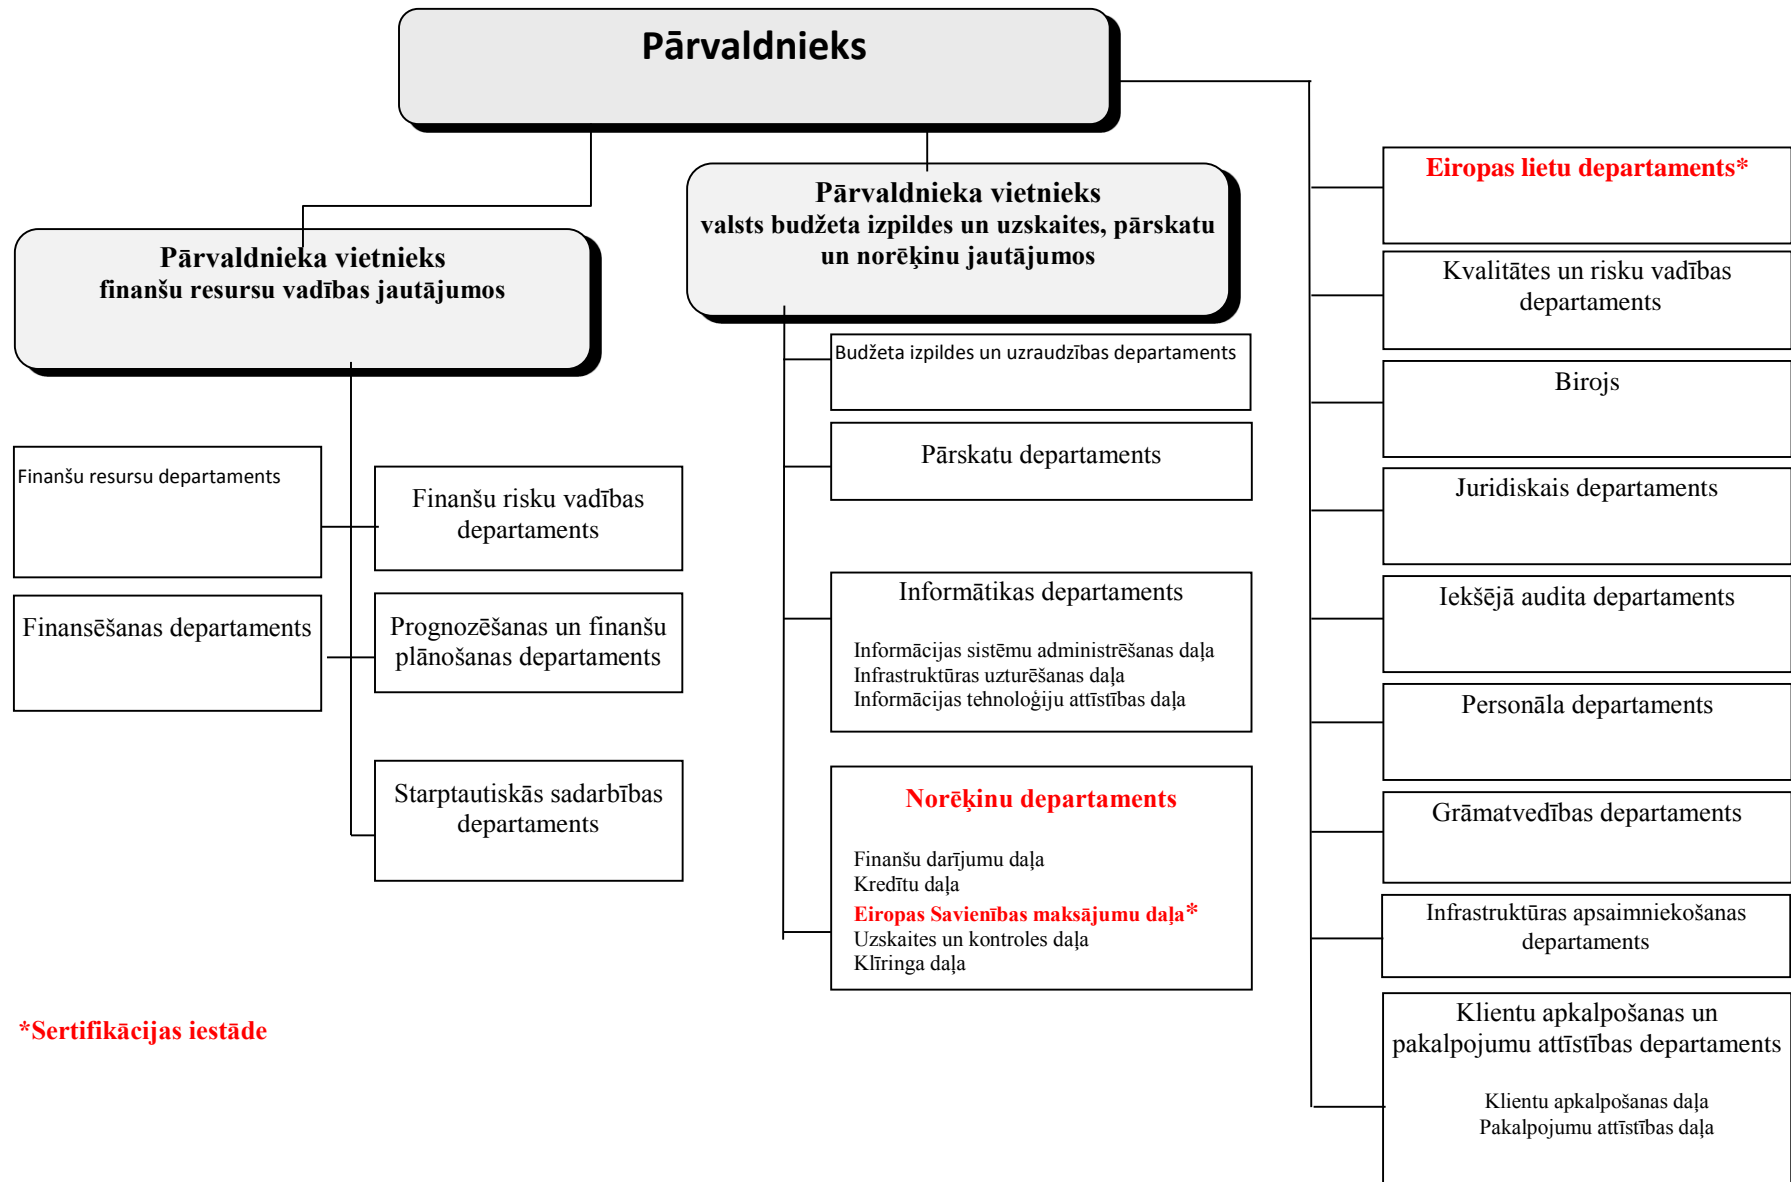 Pārvaldnieks
Pārvaldnieka vietnieks
finanšu resursu vadības jautājumos
Finanšu resursu departaments
Finansēšanas departaments
Finanšu risku vadības
departaments
Prognozēšanas un finanšu
plānošanas departaments
Starptautiskās sadarbības
departaments
Pārvaldnieka vietnieks
valsts budžeta izpildes un uzskaites, pārskatu
un norēķinu jautājumos
Budžeta izpildes un uzraudzības departaments
Pārskatu departaments
Informātikas departaments
Informācijas sistēmu administrēšanas daļa
Infrastruktūras uzturēšanas daļa
Informācijas tehnoloģiju attīstības daļa
Norēķinu departaments
Finanšu darījumu daļa
Kredītu daļa
Eiropas Savienības maksājumu daļa*
Uzskaites un kontroles daļa
Klīringa daļa
Eiropas lietu departaments*
Kvalitātes un risku vadības
departaments
Birojs
Juridiskais departaments
Iekšējā audita departaments
Personāla departaments
Grāmatvedības departaments
Infrastruktūras apsaimniekošanas
departaments
Klientu apkalpošanas un
pakalpojumu attīstības departaments
Klientu apkalpošanas daļa
Pakalpojumu attīstības daļa
*Sertifikācijas iestāde